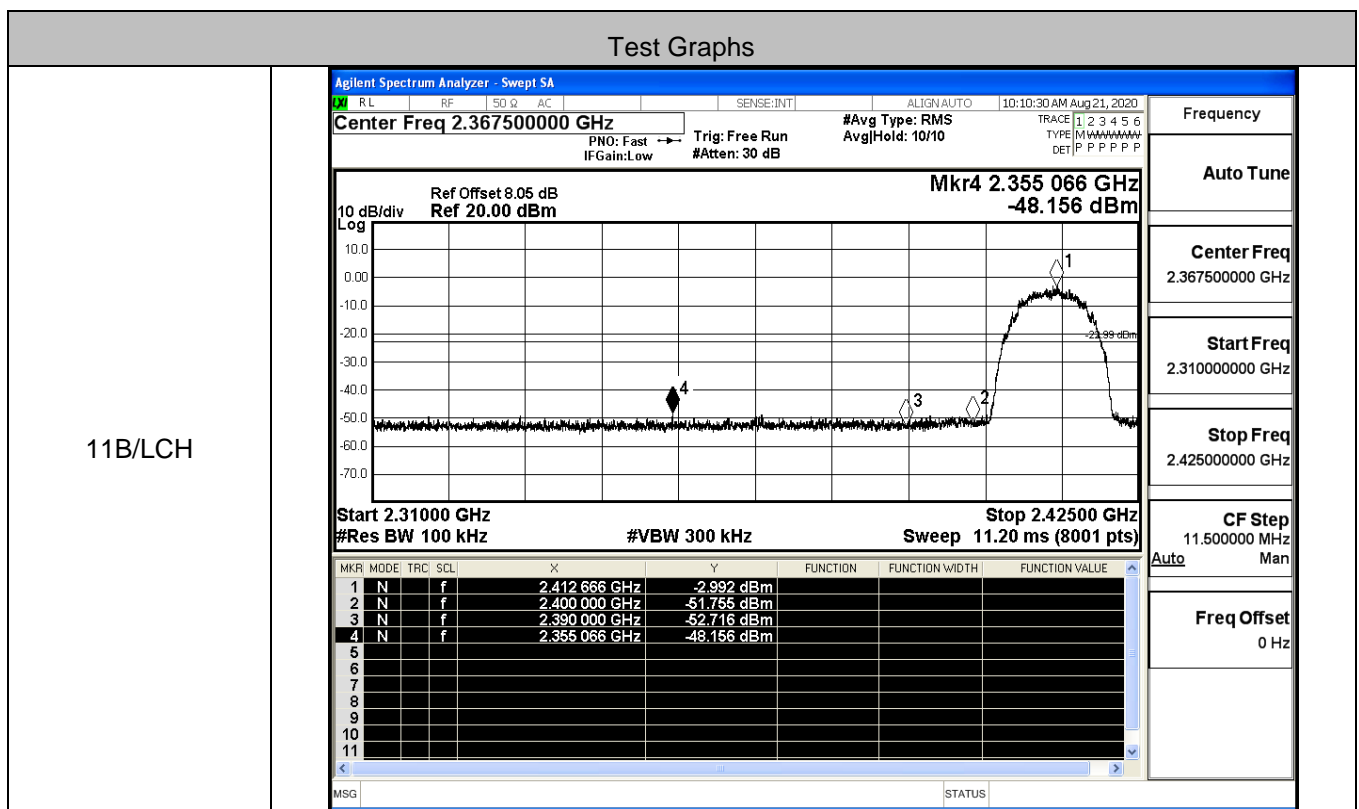 Test Graphs
11B/LCH
Agilent Spectrum Analyzer - Swept SA
LXI RL RF 50 Ω AC SENSE:INT ALIGN AUTO 10:10:30 AM Aug 21, 2020
Center Freq 2.367500000 GHz
PNO: Fast
IFGain:Low
Trig: Free Run
#Atten: 30 dB
#Avg Type: RMS
Avg|Hold: 10/10
TRACE 1 2 3 4 5 6
TYPE M W W W W W
DET P P P P P P
Ref Offset 8.05 dB
10 dB/div Ref 20.00 dBm
Log
Mkr4 2.355 066 GHz
-48.156 dBm
10.0
0.00
-10.0
-20.0
-30.0
-40.0
-50.0
-60.0
-70.0
1
-22.99 dBm
4
3
2
Start 2.31000 GHz Stop 2.42500 GHz
#Res BW 100 kHz #VBW 300 kHz Sweep 11.20 ms (8001 pts)
MKR MODE TRC SCL X Y FUNCTION FUNCTION WIDTH FUNCTION VALUE
1 N f 2.412 666 GHz -2.992 dBm
2 N f 2.400 000 GHz -51.755 dBm
3 N f 2.390 000 GHz -52.716 dBm
4 N f 2.355 066 GHz -48.156 dBm
5
6
7
8
9
10
11
MSG STATUS
Frequency
Auto Tune
Center Freq
2.367500000 GHz
Start Freq
2.310000000 GHz
Stop Freq
2.425000000 GHz
CF Step
11.500000 MHz
Auto Man
Freq Offset
0 Hz